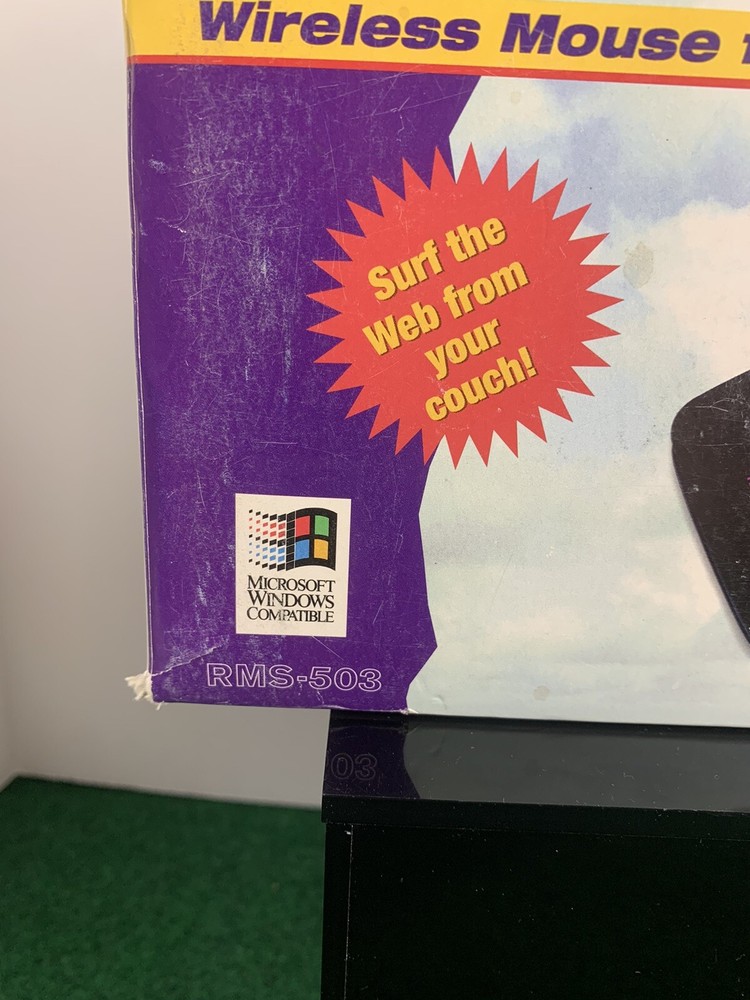 Wireless Mouse
Surf the
Web from
your
couch!
MICROSOFT
WINDOWS
COMPATIBLE
RMS-503
03